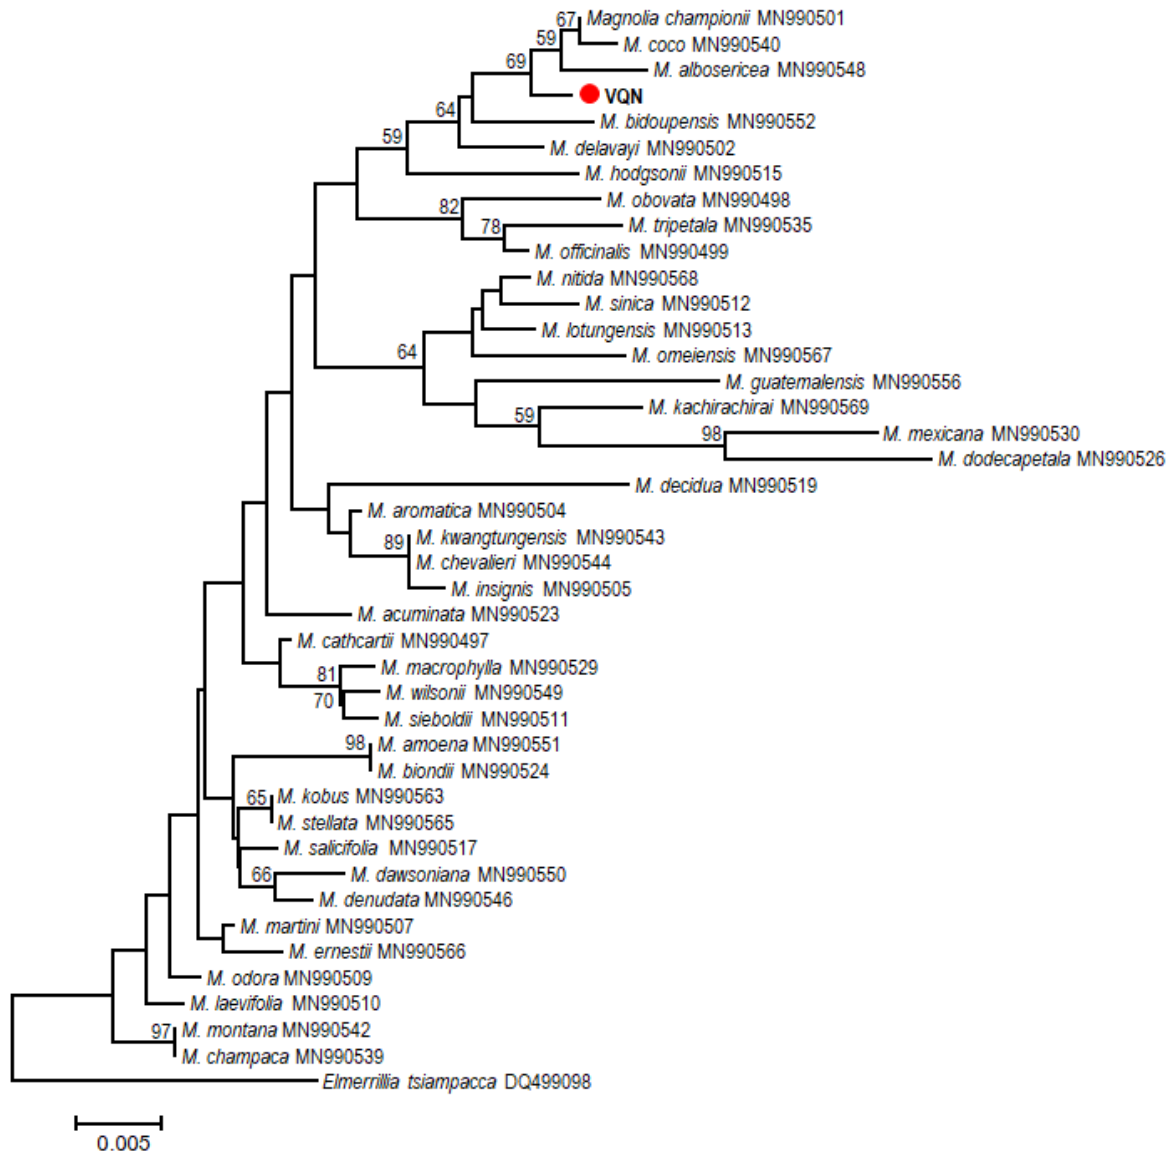 67 Magnolia championii MN990501
59 M. coco MN990540
69 M. albosericea MN990548
VQN
64 M. bidoupensis MN990552
59 M. delavayi MN990502
M. hodgsonii MN990515
82 M. obovata MN990498
78 M. tripetala MN990535
M. officinalis MN990499
M. nitida MN990568
M. sinica MN990512
M. lotungensis MN990513
64 M. omeiensis MN990567
M. guatemalensis MN990556
59 M. kachirachirai MN990569
98 M. mexicana MN990530
M. dodecapetala MN990526
M. decidua MN990519
M. aromatica MN990504
89 M. kwangtungensis MN990543
M. chevalieri MN990544
M. insignis MN990505
M. acuminata MN990523
M. cathcartii MN990497
81 M. macrophylla MN990529
70 M. wilsonii MN990549
M. sieboldii MN990511
98 M. amoena MN990551
M. biondii MN990524
65 M. kobus MN990563
M. stellata MN990565
M. salicifolia MN990517
66 M. dawsoniana MN990550
M. denudata MN990546
M. martini MN990507
M. ernestii MN990566
M. odora MN990509
M. laevifolia MN990510
97 M. montana MN990542
M. champaca MN990539
Elmerrillia tsiampacca DQ499098
0.005